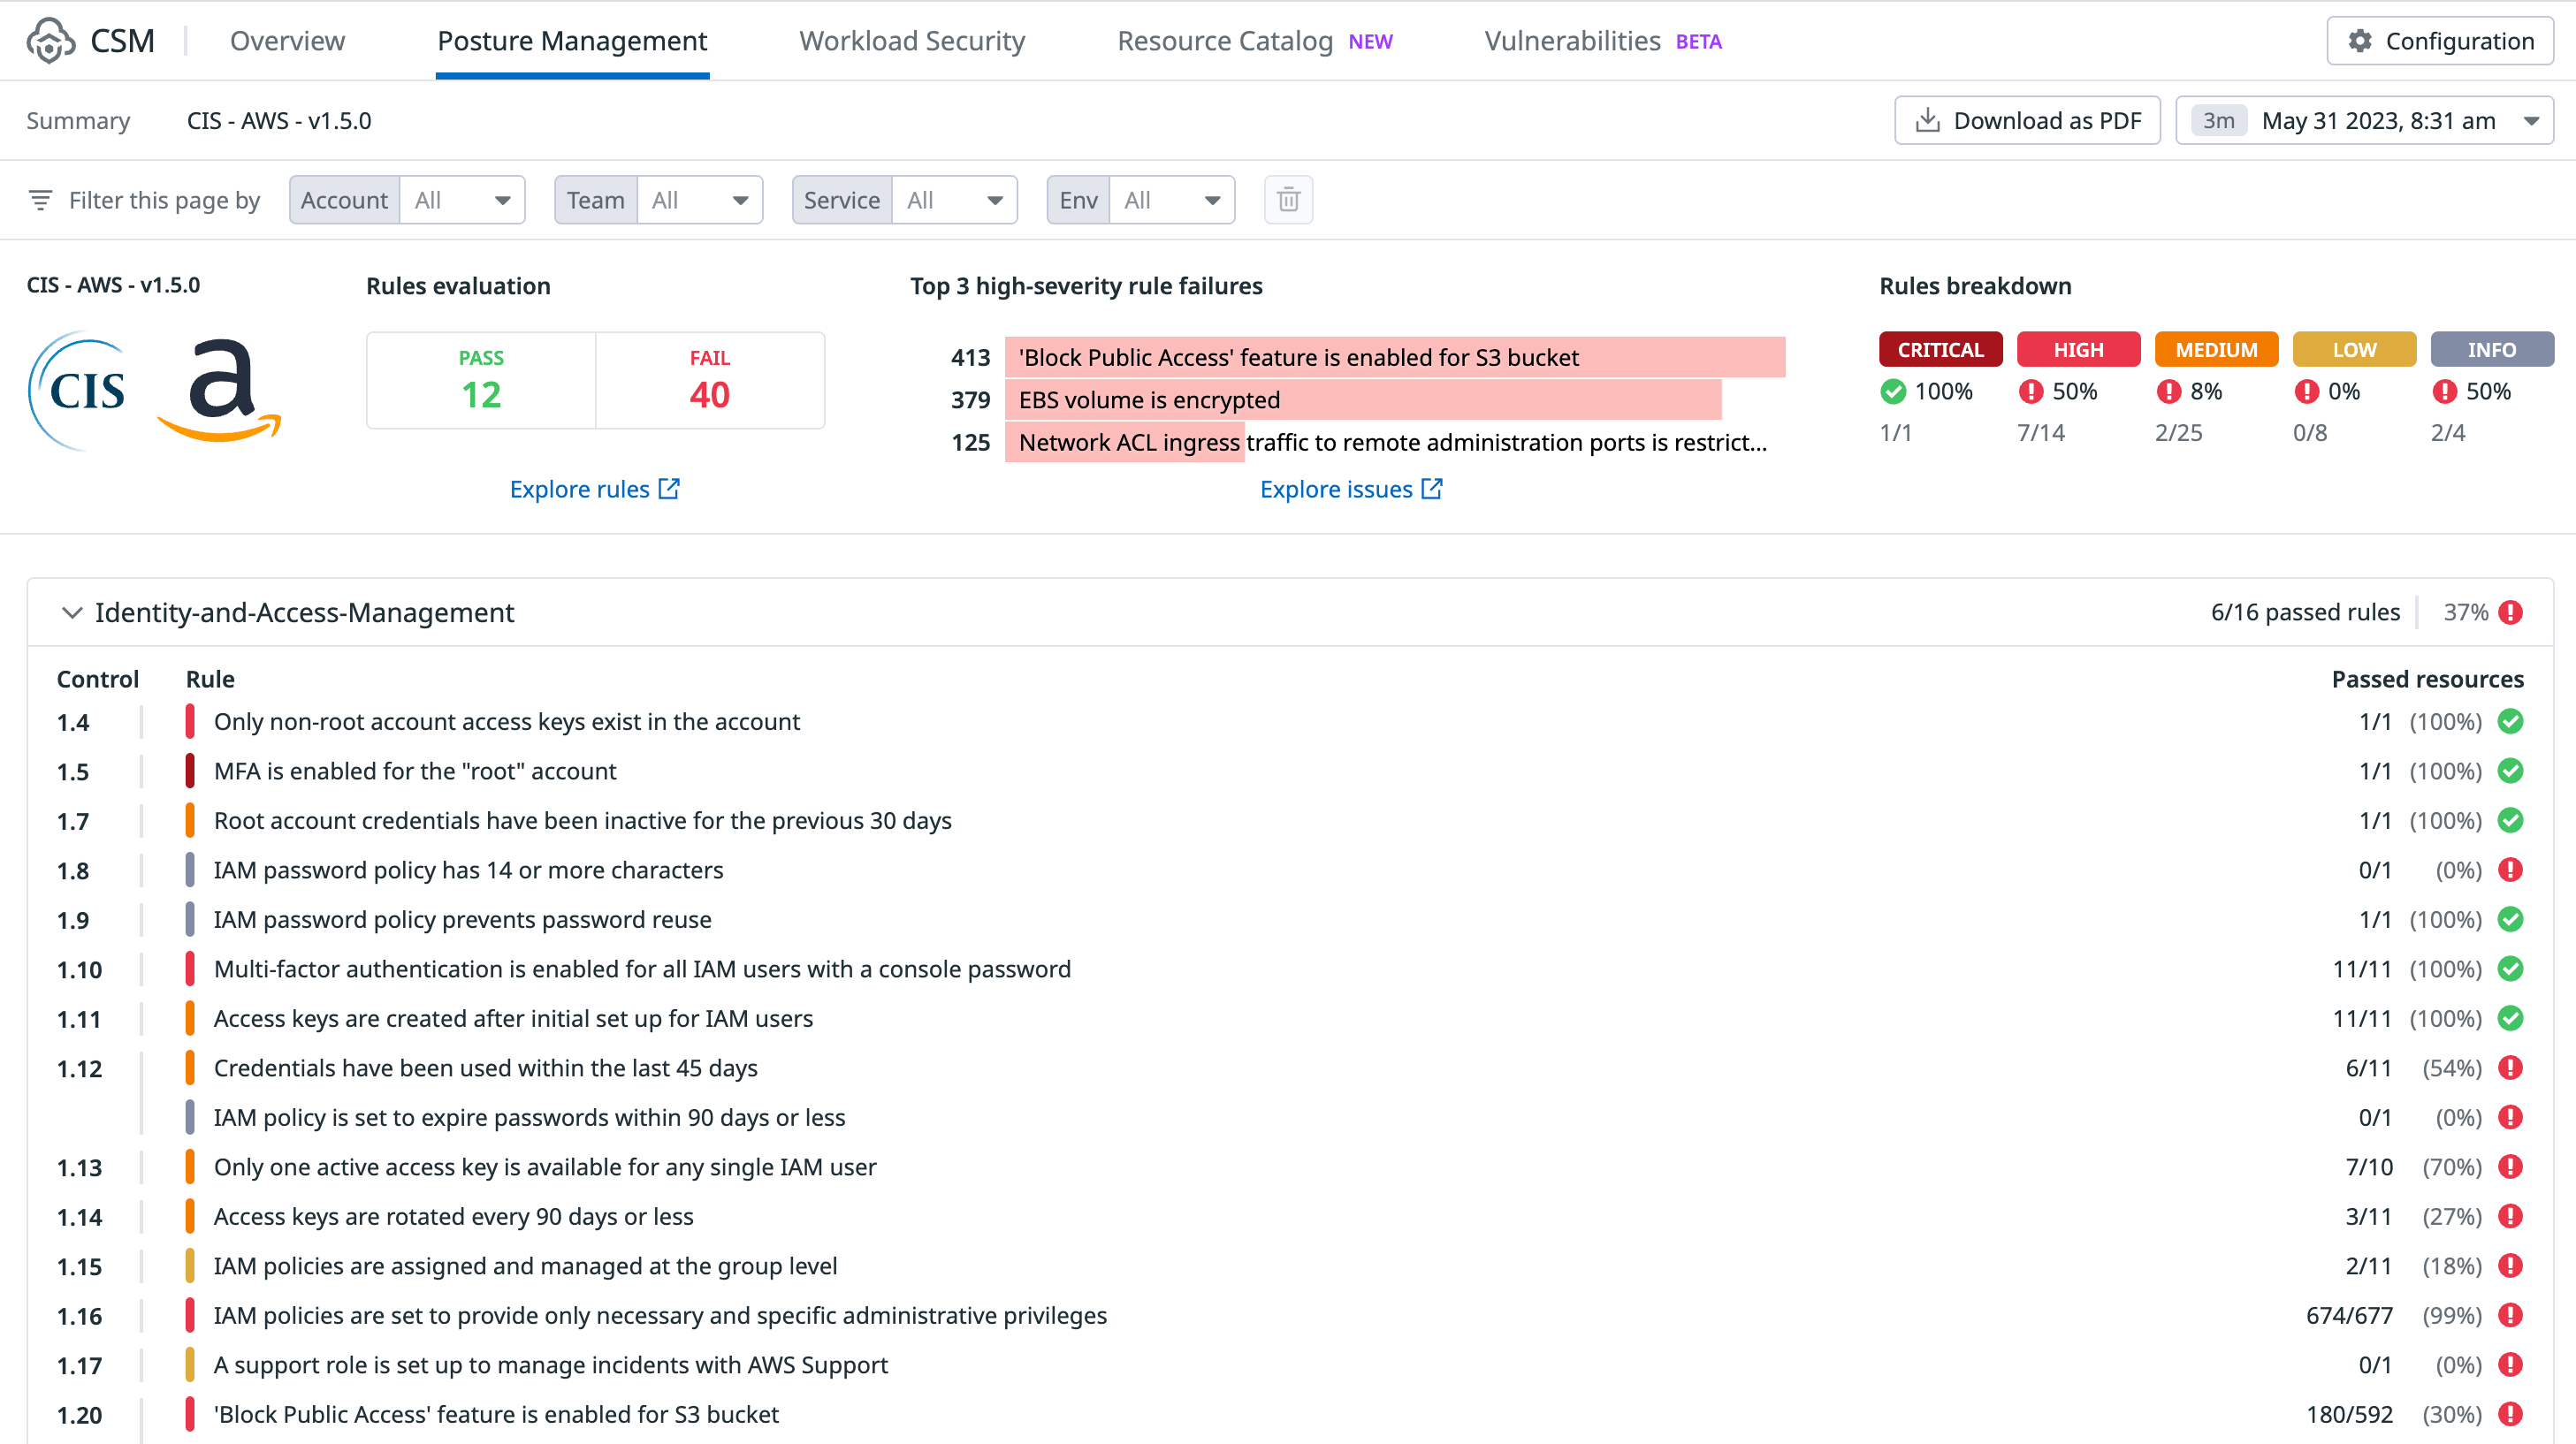 CSM Overview Posture Management Workload Security Resource Catalog NEW Vulnerabilities BETA Configuration
Summary CIS - AWS - v1.5.0 Download as PDF 3m May 31 2023, 8:31 am
Filter this page by Account All Team All Service All Env All
CIS - AWS - v1.5.0
CIS a
Rules evaluation
PASS FAIL
12 40
Explore rules
Top 3 high-severity rule failures
413 'Block Public Access' feature is enabled for S3 bucket
379 EBS volume is encrypted
125 Network ACL ingress traffic to remote administration ports is restrict...
Explore issues
Rules breakdown
CRITICAL HIGH MEDIUM LOW INFO
100% 50% 8% 0% 50%
1/1 7/14 2/25 0/8 2/4
Identity-and-Access-Management 6/16 passed rules 37%
Control Rule Passed resources
1.4 Only non-root account access keys exist in the account 1/1 (100%)
1.5 MFA is enabled for the "root" account 1/1 (100%)
1.7 Root account credentials have been inactive for the previous 30 days 1/1 (100%)
1.8 IAM password policy has 14 or more characters 0/1 (0%)
1.9 IAM password policy prevents password reuse 1/1 (100%)
1.10 Multi-factor authentication is enabled for all IAM users with a console password 11/11 (100%)
1.11 Access keys are created after initial set up for IAM users 11/11 (100%)
1.12 Credentials have been used within the last 45 days 6/11 (54%)
IAM policy is set to expire passwords within 90 days or less 0/1 (0%)
1.13 Only one active access key is available for any single IAM user 7/10 (70%)
1.14 Access keys are rotated every 90 days or less 3/11 (27%)
1.15 IAM policies are assigned and managed at the group level 2/11 (18%)
1.16 IAM policies are set to provide only necessary and specific administrative privileges 674/677 (99%)
1.17 A support role is set up to manage incidents with AWS Support 0/1 (0%)
1.20 'Block Public Access' feature is enabled for S3 bucket 180/592 (30%)